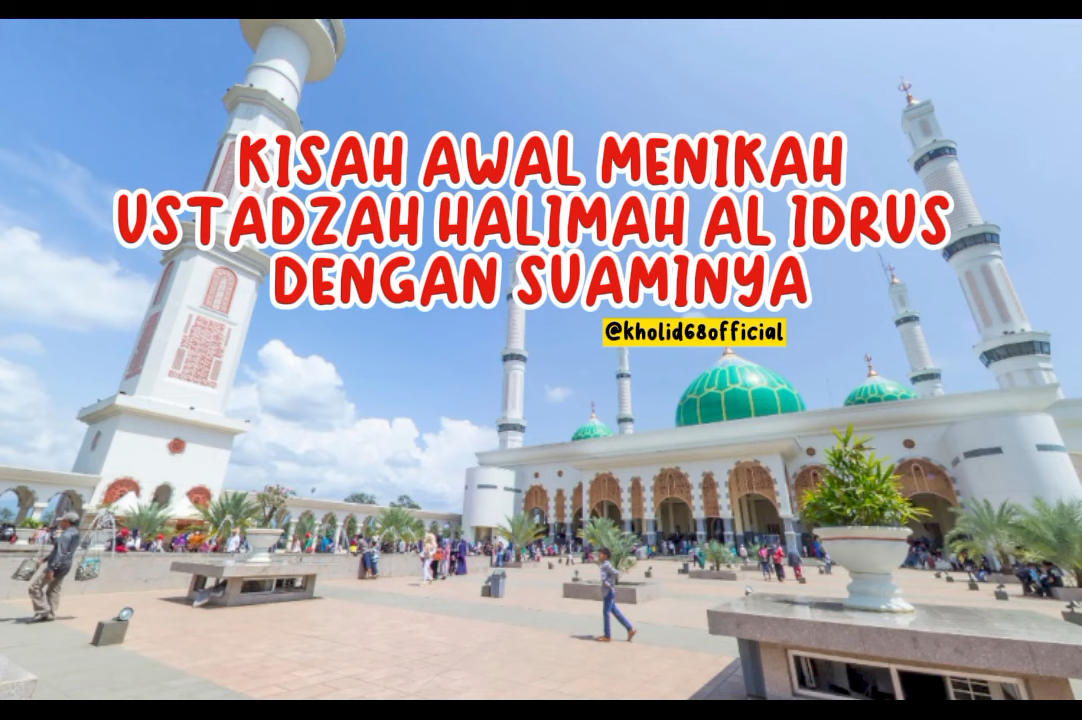 KISAH AWAL MENIKAH
USTADZAH HALIMAH AL IDRUS
DENGAN SUAMINYA
@kholid68official